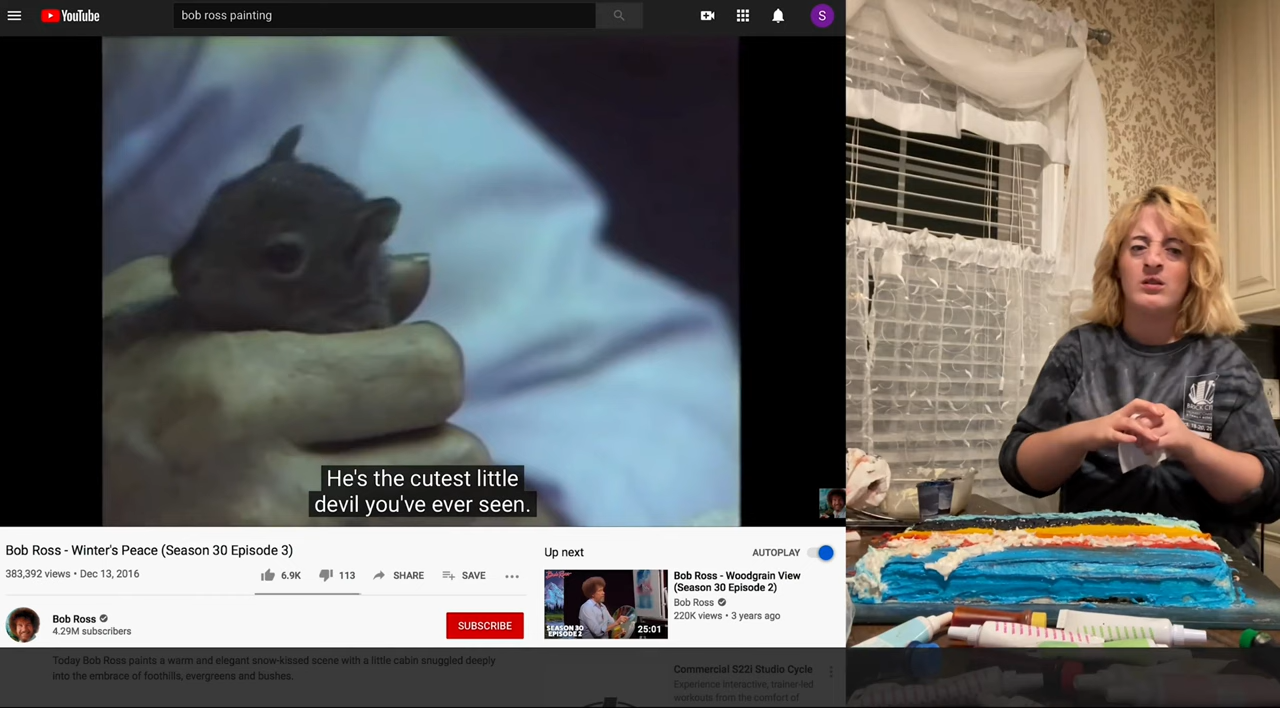 YouTube
bob ross painting
S
He's the cutest little
devil you've ever seen.
Bob Ross - Winter's Peace (Season 30 Episode 3)
383,392 views • Dec 13, 2016
6.9K
113
SHARE
SAVE
Bob Ross
4.29M subscribers
SUBSCRIBE
Today Bob Ross paints a warm and elegant snow-kissed scene with a little cabin snuggled deeply
into the embrace of foothills, evergreens and bushes.
Up next
AUTOPLAY
SEASON 30
EPISODE 2
25:01
Bob Ross - Woodgrain View
(Season 30 Episode 2)
Bob Ross
220K views • 3 years ago
Commercial S22i Studio Cycle
Experience interactive, trainer-led
workouts from the comfort of